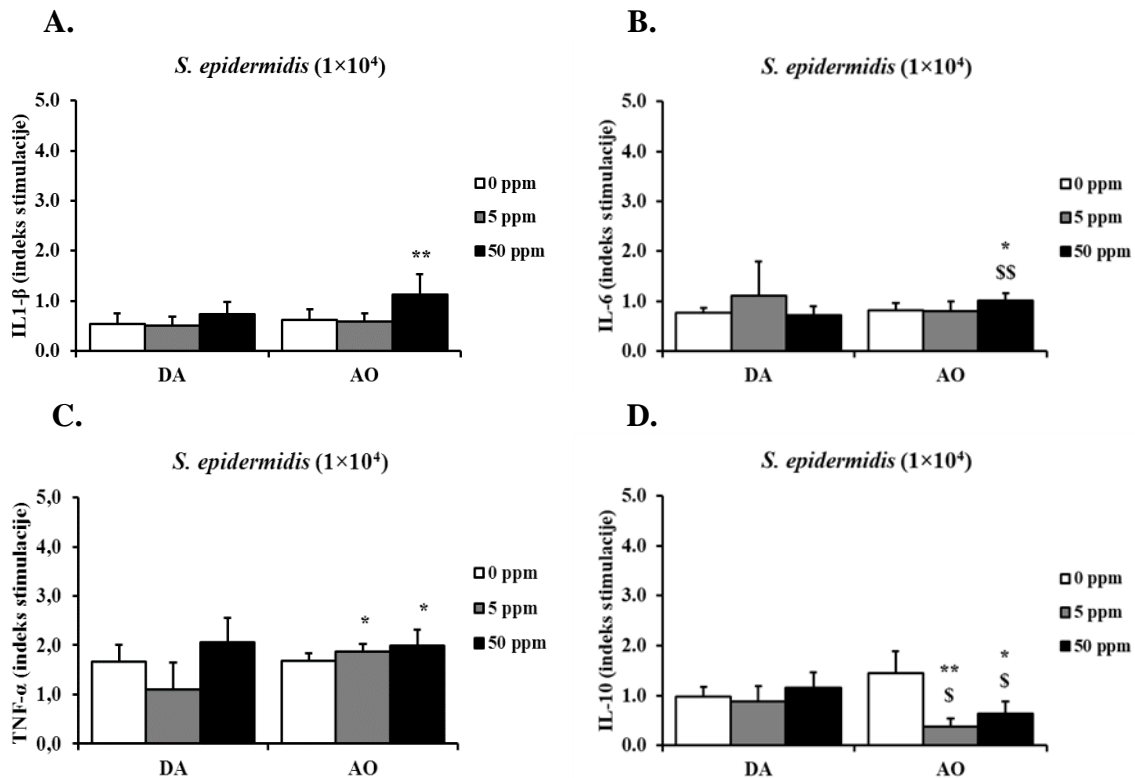 A.
S. epidermidis (1×10⁴)
IL1-β (indeks stimulacije)
5.0
4.0
3.0
2.0
1.0
0.0
**
DA
AO
0 ppm
5 ppm
50 ppm
B.
S. epidermidis (1×10⁴)
IL-6 (indeks stimulacije)
5.0
4.0
3.0
2.0
1.0
0.0
*
$$
DA
AO
0 ppm
5 ppm
50 ppm
C.
S. epidermidis (1×10⁴)
TNF-α (indeks stimulacije)
5,0
4,0
3,0
2,0
1,0
0,0
* *
DA
AO
0 ppm
5 ppm
50 ppm
D.
S. epidermidis (1×10⁴)
IL-10 (indeks stimulacije)
5.0
4.0
3.0
2.0
1.0
0.0
** *
$ $
DA
AO
0 ppm
5 ppm
50 ppm